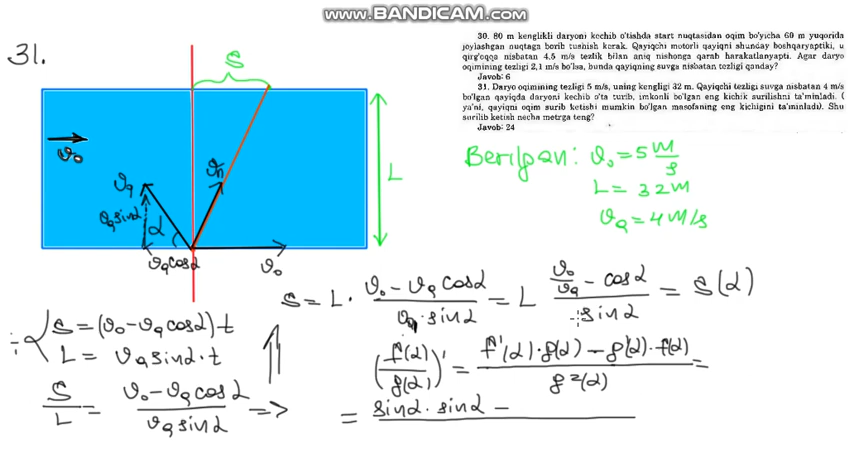 www.BANDICAM.com
30. 80 m kenglikli daryoni kechib o'tishda start nuqtasidan oqim bo'yicha 60 m yuqorida
joylashgan nuqtaga borib tushish kerak. Qayiqchi motorli qayiqni shunday boshqaryaptiki, u
qirg'oqqa nisbatan 4,5 m/s tezlik bilan aniq nishonga qarab harakatlanyapti. Agar daryo
oqimining tezligi 2,1 m/s bo'lsa, bunda qayiqning suvga nisbatan tezligi qanday?
Javob: 6
31. Daryo oqimining tezligi 5 m/s, uning kengligi 32 m. Qayiqchi tezligi suvga nisbatan 4 m/s
bo'lgan qayiqda daryoni kechib o'ta turib, imkonli bo'lgan eng kichik surilishni ta'minladi. (
ya'ni, qayiqni oqim surib ketishi mumkin bo'lgan masofaning eng kichigini ta'minladi). Shu
surilib ketish necha metrga teng?
Javob: 24
31.
S
L
ϑ₀
ϑq
ϑn
ϑq sinα
α
ϑq cosα
ϑ₀
Berilgan: ϑ₀ = 5 m/s
L = 32 m
ϑq = 4 m/s
S = (ϑ₀ - ϑq cosα) t
÷
L = ϑq sinα · t
S/L = (ϑ₀ - ϑq cosα)/(ϑq sinα) =>
S = L · (ϑ₀ - ϑq cosα)/(ϑq · sinα) = L (ϑ₀/ϑq - cosα)/(sinα) = S(α)
(f(α)/g(α))' = (f'(α) · g(α) - g'(α) · f(α))/(g²(α)) =
= sinα · sinα -